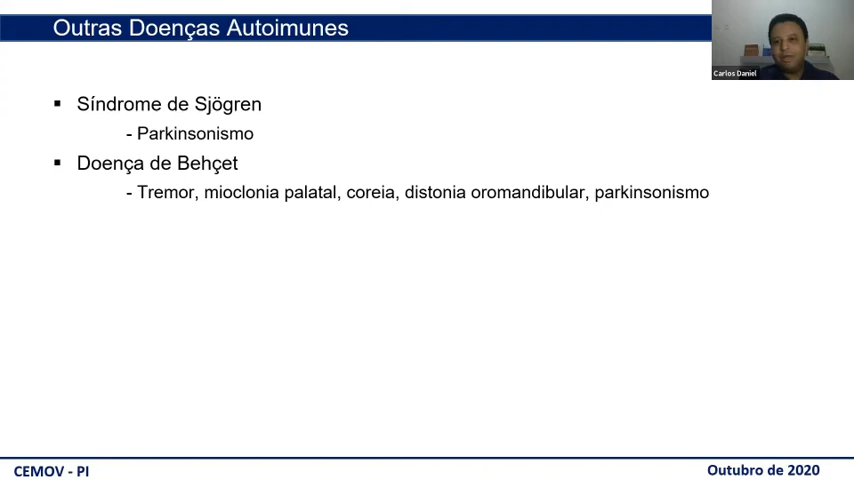 Outras Doenças Autoimunes
Carlos Daniel
▪ Síndrome de Sjögren
- Parkinsonismo
▪ Doença de Behçet
- Tremor, mioclonia palatal, coreia, distonia oromandibular, parkinsonismo
CEMOV - PI
Outubro de 2020